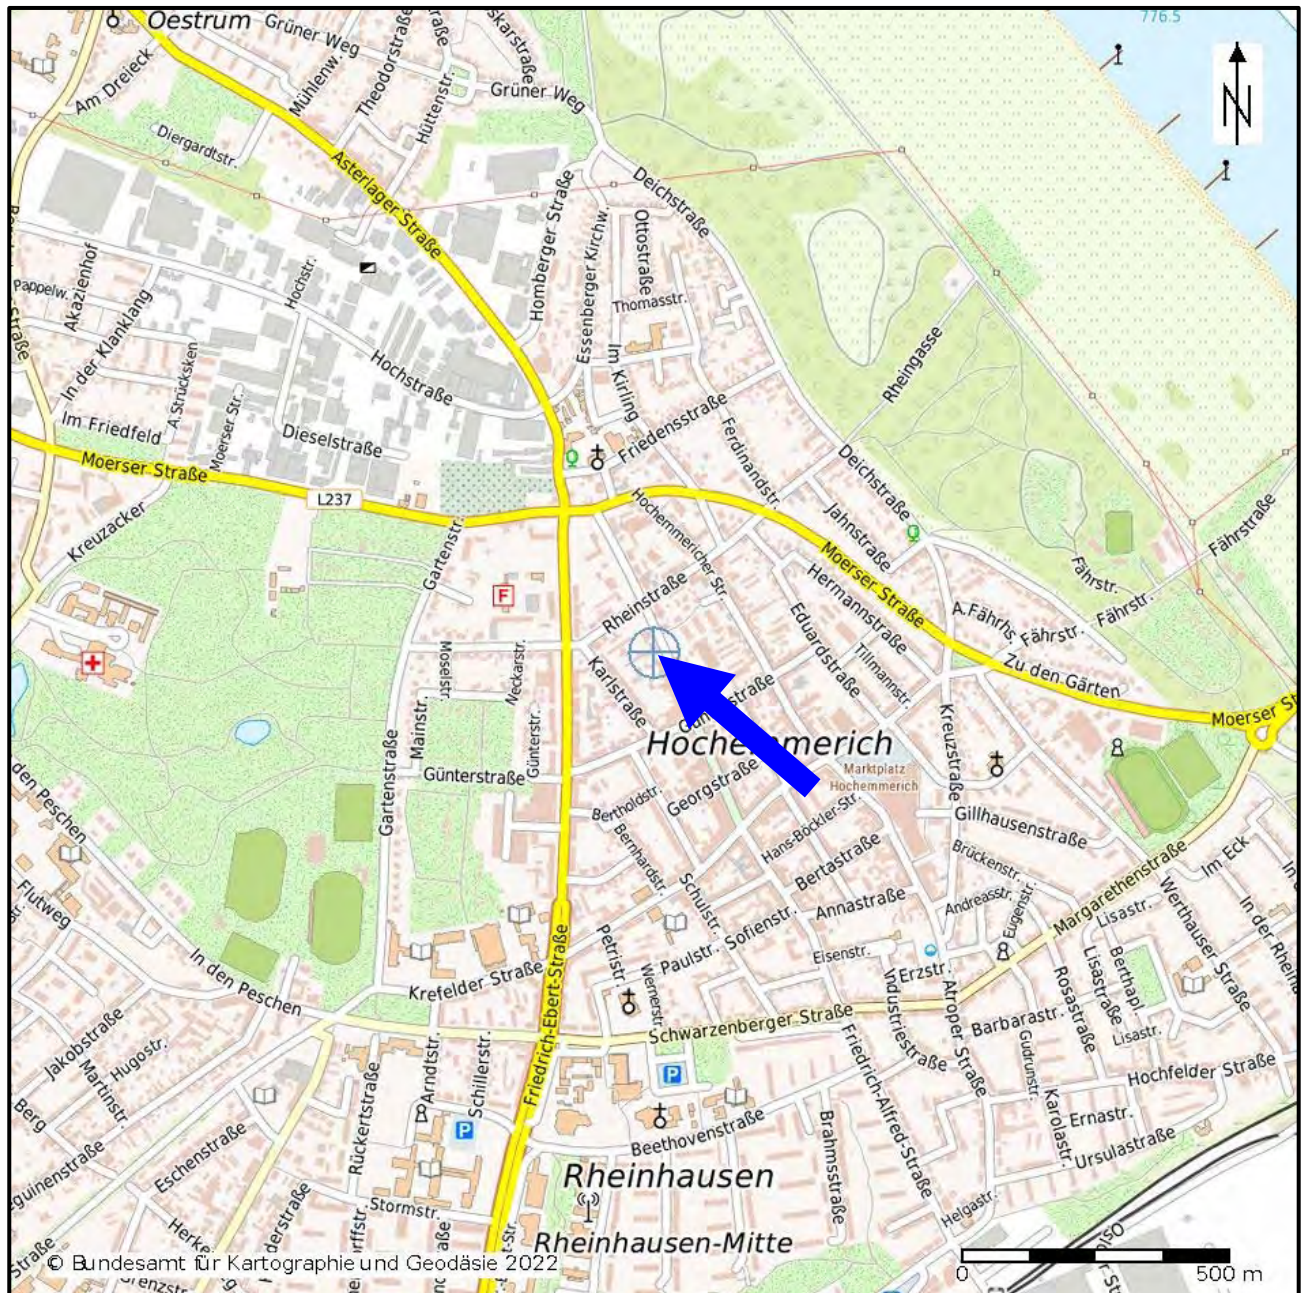 Oestrum
Grüner Weg
776.5
Am Dreieck
Mühlenw.
Theodorstraße
Hüttenstr.
Grüner Weg
Diergardtstr.
Asterlager Straße
Deichstraße
N
Homberger Straße
Essenberger Kirchw.
Ottostraße
Thomasstr.
Akazienhof
Pappelw.
Hochstr.
In der Klanklang
A.Strücksken
Hochstraße
Im Kirling
Rheingasse
Moerser Str.
Im Friedfeld
Dieselstraße
Friedensstraße
Ferdinandstr.
Deichstraße
Moerser Straße
L237
Kreuzacker
Gartenstr.
Hochemmericher Str.
Jahnstraße
Moerser Straße
Fährstraße
Fährstr.
F
Rheinstraße
Hermannstraße
Eduardstraße
Tillmannstr.
A.Fährhs.
Fährstr.
Fährstr.
Zu den Gärten
Moselstr.
Neckarstr.
Karlstraße
Mainstr.
Günterstr.
Gartenstraße
Kreuzstraße
Hochemmerich
Günterstraße
Marktplatz
Hochemmerich
Georgstraße
Bertholdstr.
Bernhardstr.
Hans-Böckler-Str.
Gillhausenstraße
Brückenstr.
Bertastraße
Annastraße
Andreasstr.
Eugenstr.
Margarethenstraße
Im Eck
In der Rheinb
Werthauser Straße
den Peschen
Flutweg
In den Peschen
Schulstr.
Sofienstr.
Paulstr.
Petristr.
Wernerstr.
Eisenstr.
Erzstr.
Industriestraße
Atroper Straße
Lisastr.
Lisastraße
Berthapl.
Lisastr.
Rosastraße
Krefelder Straße
Friedrich-Ebert-Straße
Schwarzenberger Straße
Barbarastr.
Gudrunstr.
Karolastr.
Hochfelder Straße
Ernastr.
Ursulastraße
Jakobstraße
Hugostr.
Martinstr.
Berg
Eschenstraße
Rückertstraße
Arndtstr.
Schillerstr.
P
P
Beethovenstraße
Brahmsstraße
Friedrich-Alfred-Straße
Helgastr.
Rheinhausen
Rheinhausen-Mitte
Stormstr.
© Bundesamt für Kartographie und Geodäsie 2022
0
500 m